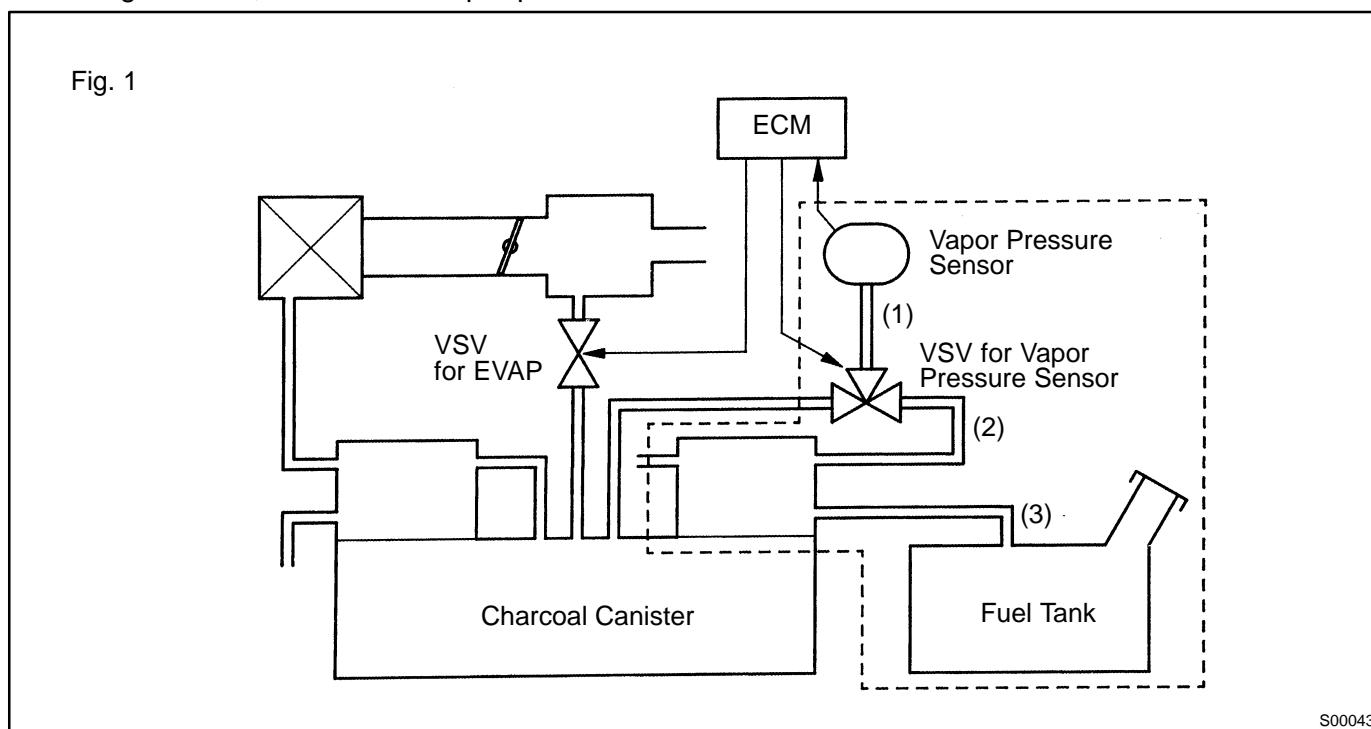 Fig. 1
ECM
Vapor Pressure
Sensor
(1)
VSV
for EVAP
VSV for Vapor
Pressure Sensor
(2)
(3)
Charcoal Canister
Fuel Tank
S00043